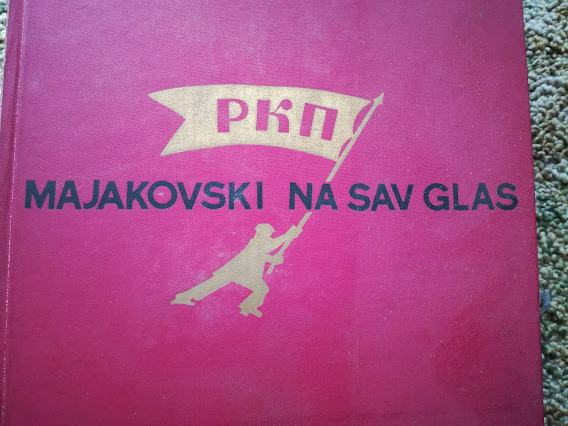 РКП
MAJAKOVSKI NA SAV GLAS